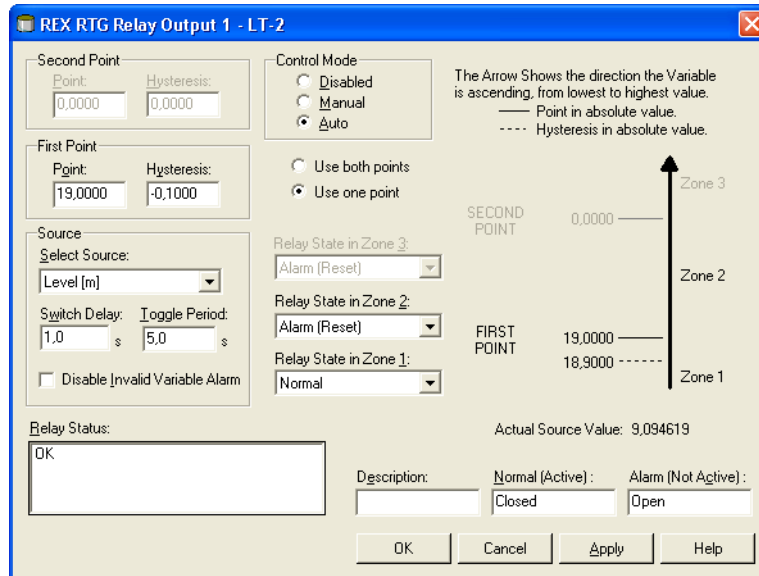 REX RTG Relay Output 1 - LT-2
Second Point
Point: Hysteresis:
0,0000 0,0000
First Point
Point: Hysteresis:
19,0000 -0,1000
Source
Select Source:
Level [m]
Switch Delay: Toggle Period:
1,0 s 5,0 s
Disable Invalid Variable Alarm
Control Mode
Disabled
Manual
Auto
Use both points
Use one point
Relay State in Zone 3:
Alarm (Reset)
Relay State in Zone 2:
Alarm (Reset)
Relay State in Zone 1:
Normal
The Arrow Shows the direction the Variable
is ascending, from lowest to highest value.
Point in absolute value.
Hysteresis in absolute value.
Zone 3
SECOND
POINT
0,0000
Zone 2
FIRST
POINT
19,0000
18,9000
Zone 1
Relay Status:
OK
Actual Source Value: 9,094619
Description: Normal (Active) : Alarm (Not Active) :
Closed Open
OK Cancel Apply Help